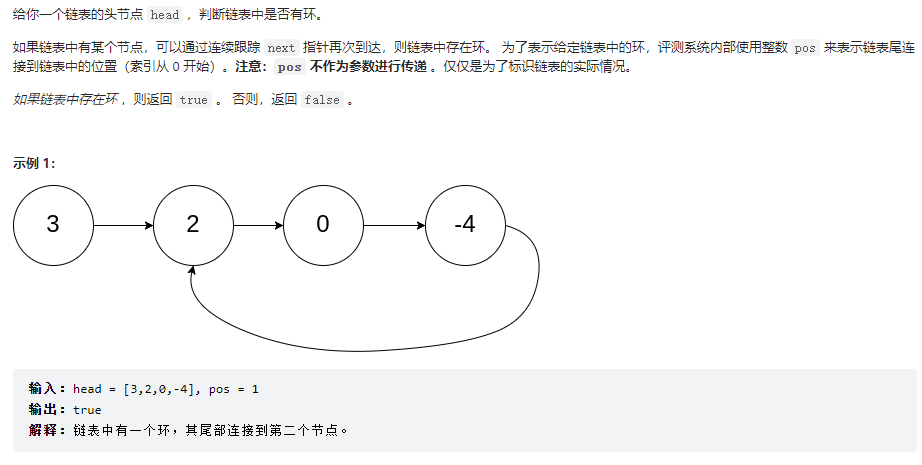 给你一个链表的头节点 head ，判断链表中是否有环。
如果链表中有某个节点，可以通过连续跟踪 next 指针再次到达，则链表中存在环。 为了表示给定链表中的环，评测系统内部使用整数 pos 来表示链表尾连
接到链表中的位置（索引从 0 开始）。注意：pos 不作为参数进行传递 。仅仅是为了标识链表的实际情况。
如果链表中存在环 ，则返回 true 。 否则，返回 false 。
示例 1：
3 2 0 -4
输入：head = [3,2,0,-4], pos = 1
输出：true
解释：链表中有一个环，其尾部连接到第二个节点。